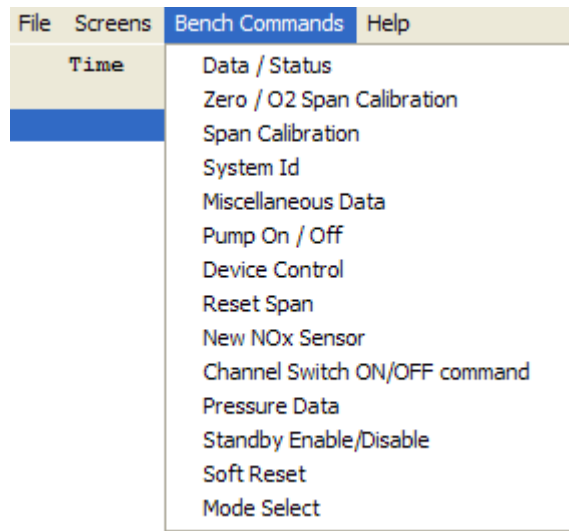 File Screens Bench Commands Help
Time
Data / Status
Zero / O2 Span Calibration
Span Calibration
System Id
Miscellaneous Data
Pump On / Off
Device Control
Reset Span
New NOx Sensor
Channel Switch ON/OFF command
Pressure Data
Standby Enable/Disable
Soft Reset
Mode Select